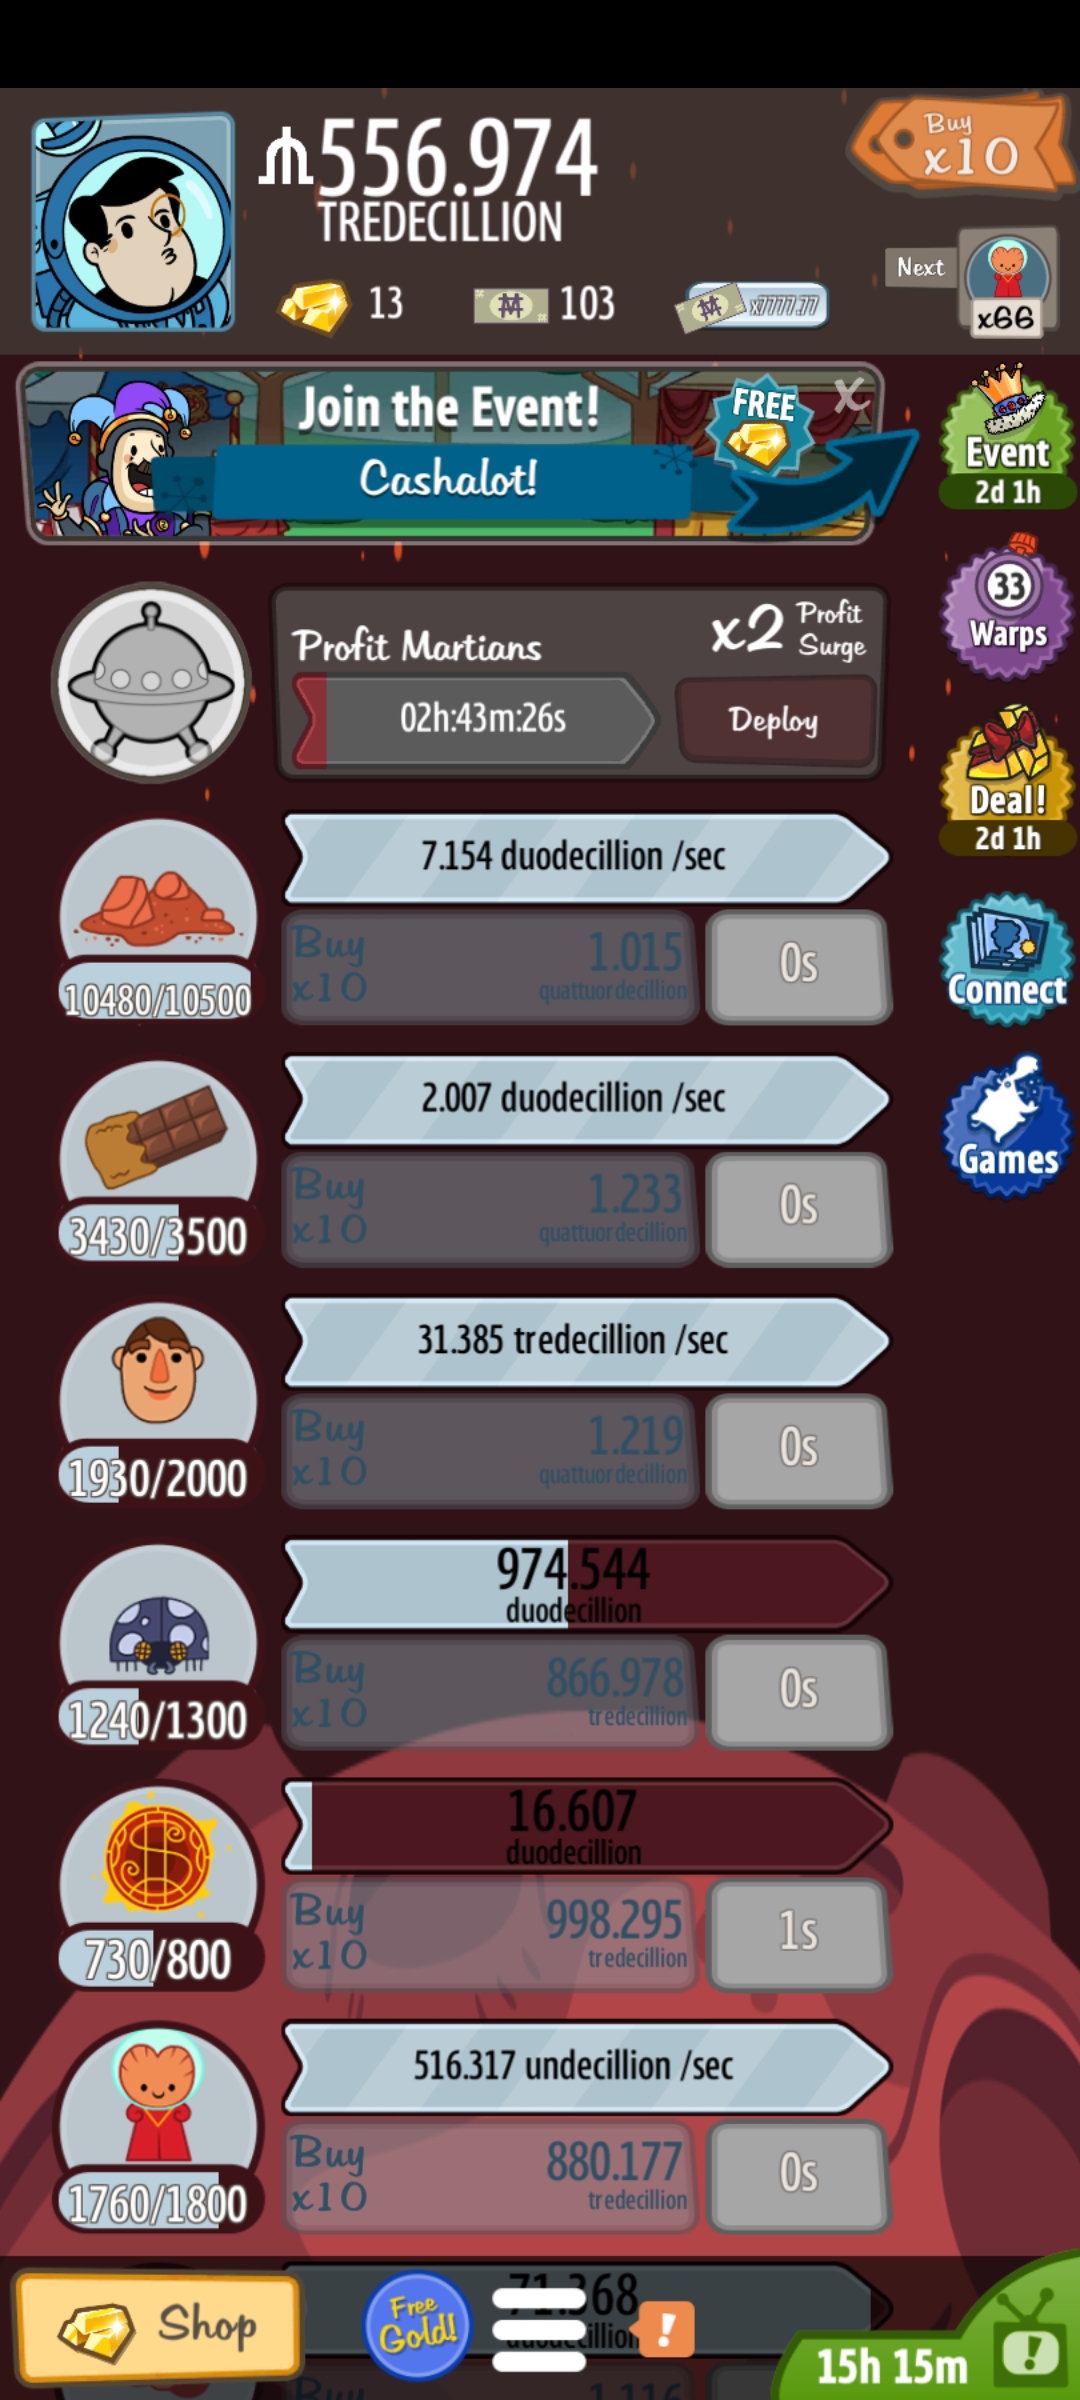 556.974
TREDECILLION
Buy
x10
13
103
x7777.77
Next
x66
Join the Event!
FREE
X
Cashalot!
Event
2d 1h
33
Warps
Profit Martians
x2 Profit
Surge
02h:43m:26s
Deploy
Deal!
2d 1h
7.154 duodecillion /sec
Buy
x10
1.015
quattuordecillion
0s
10480/10500
Connect
2.007 duodecillion /sec
Buy
x10
1.233
quattuordecillion
0s
3430/3500
Games
31.385 tredecillion /sec
Buy
x10
1.219
quattuordecillion
0s
1930/2000
974.544
duodecillion
Buy
x10
866.978
tredecillion
0s
1240/1300
16.607
duodecillion
Buy
x10
998.295
tredecillion
1s
730/800
516.317 undecillion /sec
Buy
x10
880.177
tredecillion
0s
1760/1800
Shop
Free
Gold!
71.368
!
15h 15m
!
Buy
1.116